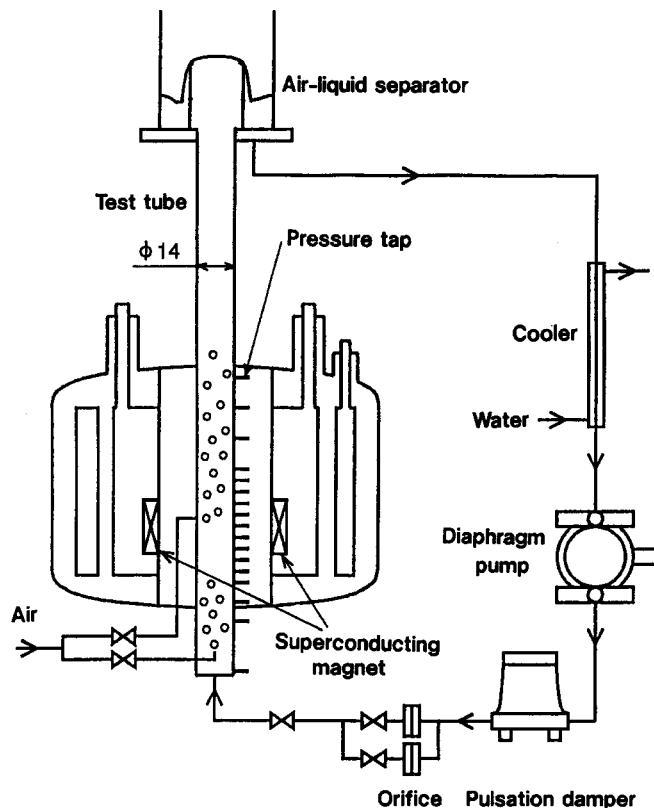 Air-liquid separator
Test tube
Pressure tap
ϕ14
Cooler
Water
Diaphragm
pump
Air
Superconducting
magnet
Orifice
Pulsation damper